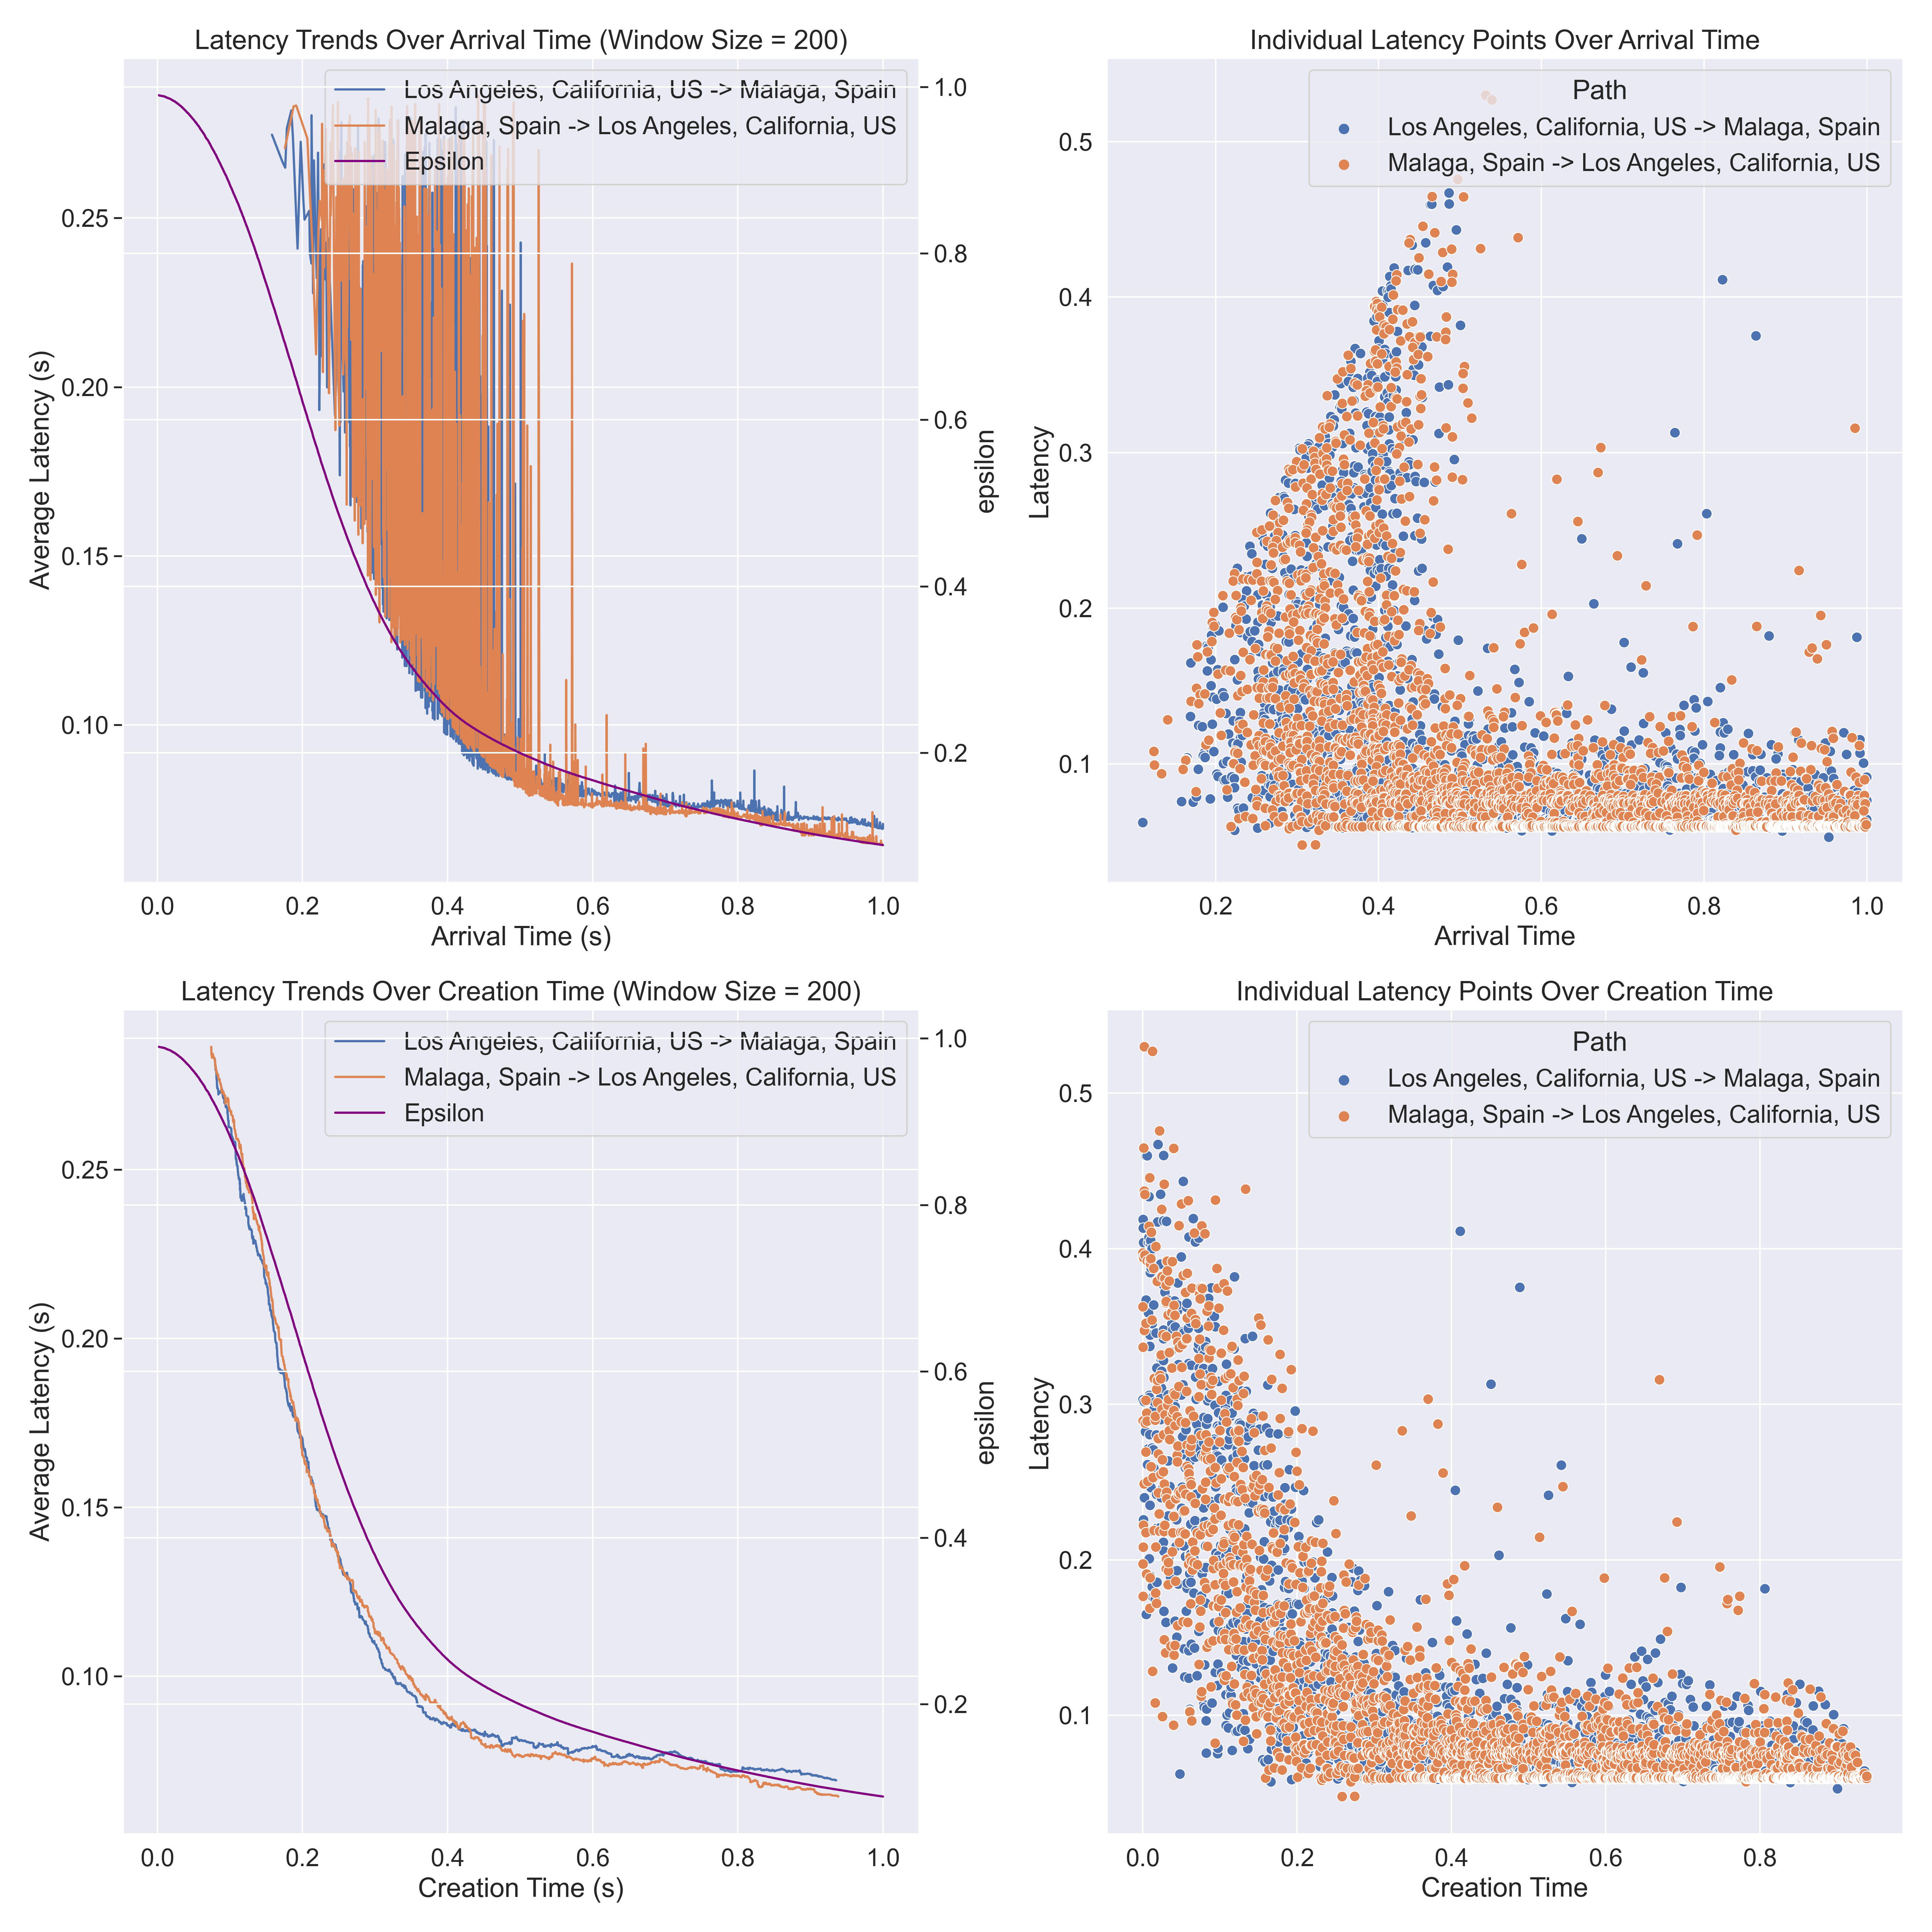 Latency Trends Over Arrival Time (Window Size = 200)
Los Angeles, California, US -> Malaga, Spain
Malaga, Spain -> Los Angeles, California, US
Epsilon
1.0
0.8
0.6
0.4
0.2
epsilon
0.25
0.20
0.15
0.10
Average Latency (s)
0.0 0.2 0.4 0.6 0.8 1.0
Arrival Time (s)
Individual Latency Points Over Arrival Time
Path
Los Angeles, California, US -> Malaga, Spain
Malaga, Spain -> Los Angeles, California, US
0.5
0.4
0.3
0.2
0.1
Latency
0.2 0.4 0.6 0.8 1.0
Arrival Time
Latency Trends Over Creation Time (Window Size = 200)
Los Angeles, California, US -> Malaga, Spain
Malaga, Spain -> Los Angeles, California, US
Epsilon
1.0
0.8
0.6
0.4
0.2
epsilon
0.25
0.20
0.15
0.10
Average Latency (s)
0.0 0.2 0.4 0.6 0.8 1.0
Creation Time (s)
Individual Latency Points Over Creation Time
Path
Los Angeles, California, US -> Malaga, Spain
Malaga, Spain -> Los Angeles, California, US
0.5
0.4
0.3
0.2
0.1
Latency
0.0 0.2 0.4 0.6 0.8
Creation Time